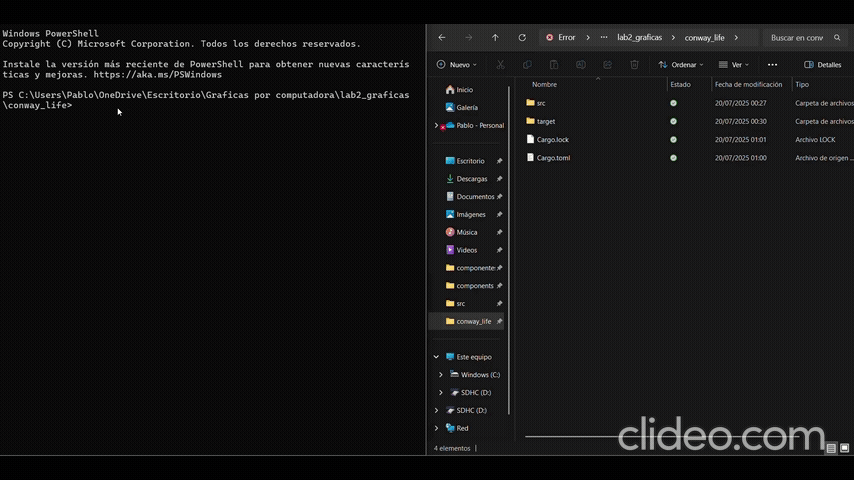 Windows PowerShell
Copyright (C) Microsoft Corporation. Todos los derechos reservados.
Instale la versión más reciente de PowerShell para obtener nuevas caracterís
ticas y mejoras. https://aka.ms/PSWindows
PS C:\Users\Pablo\OneDrive\Escritorio\Graficas por computadora\lab2_graficas
\conway_life>
Error
lab2_graficas
conway_life
Buscar en conw
Nuevo
Ordenar
Ver
Detalles
Inicio
Galería
Pablo - Personal
Escritorio
Descargas
Documentos
Imágenes
Música
Videos
componente
components
src
conway_life
Este equipo
Windows (C:)
SDHC (D:)
SDHC (D:)
Red
Nombre Estado Fecha de modificación Tipo
src 20/07/2025 00:27 Carpeta de archivos
target 20/07/2025 00:30 Carpeta de archivos
Cargo.lock 20/07/2025 01:01 Archivo LOCK
Cargo.toml 20/07/2025 01:00 Archivo de origen ...
4 elementos
clideo.com